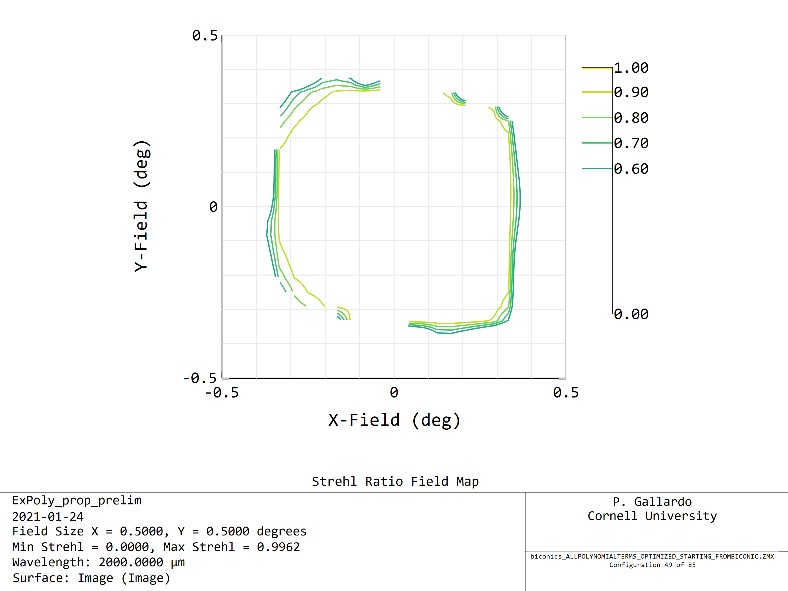 0.5
0
-0.5
-0.5
0
0.5
Y-Field (deg)
X-Field (deg)
1.00
0.90
0.80
0.70
0.60
0.00
Strehl Ratio Field Map
ExPoly_prop_prelim
2021-01-24
Field Size X = 0.5000, Y = 0.5000 degrees
Min Strehl = 0.0000, Max Strehl = 0.9962
Wavelength: 2000.0000 µm
Surface: Image (Image)
P. Gallardo
Cornell University
biconics_ALLPOLYNOMIALTERMS_OPTIMIZED_STARTING_FROMBICONIC.ZMX
Configuration 49 of 85